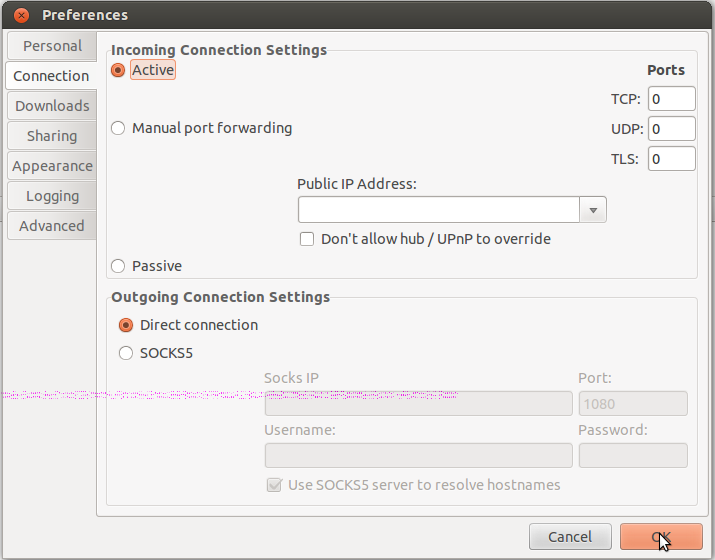 Preferences
Personal
Connection
Downloads
Sharing
Appearance
Logging
Advanced
Incoming Connection Settings
Active
Ports
TCP: 0
Manual port forwarding
UDP: 0
TLS: 0
Public IP Address:
Don't allow hub / UPnP to override
Passive
Outgoing Connection Settings
Direct connection
SOCKS5
Socks IP
Port:
1080
Username:
Password:
Use SOCKS5 server to resolve hostnames
Cancel
OK